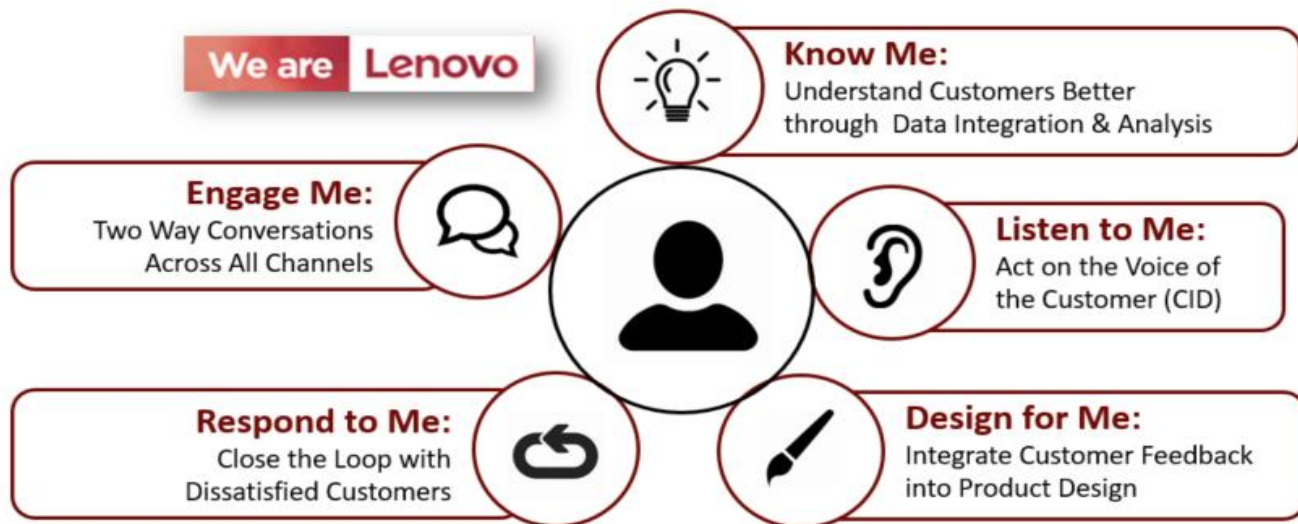 We are Lenovo
Know Me:
Understand Customers Better
through Data Integration & Analysis
Engage Me:
Two Way Conversations
Across All Channels
Listen to Me:
Act on the Voice of
the Customer (CID)
Respond to Me:
Close the Loop with
Dissatisfied Customers
Design for Me:
Integrate Customer Feedback
into Product Design